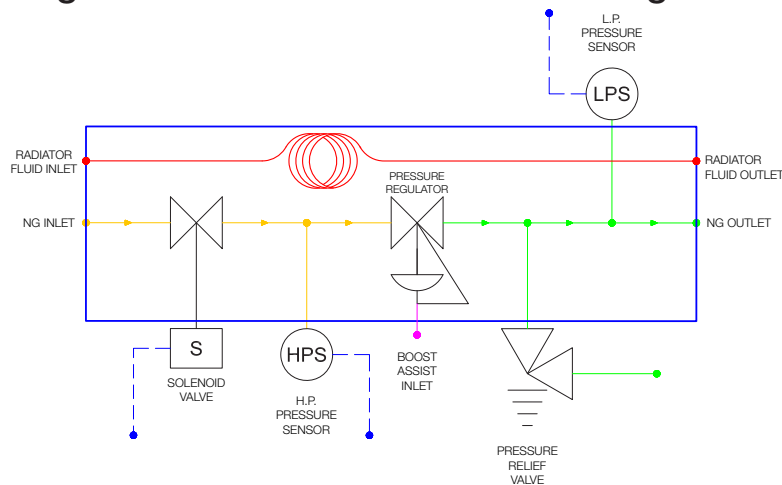 L.P.
PRESSURE
SENSOR
LPS
RADIATOR
FLUID INLET
PRESSURE
REGULATOR
RADIATOR
FLUID OUTLET
NG INLET
NG OUTLET
S
SOLENOID
VALVE
HPS
H.P.
PRESSURE
SENSOR
BOOST
ASSIST
INLET
PRESSURE
RELIEF
VALVE